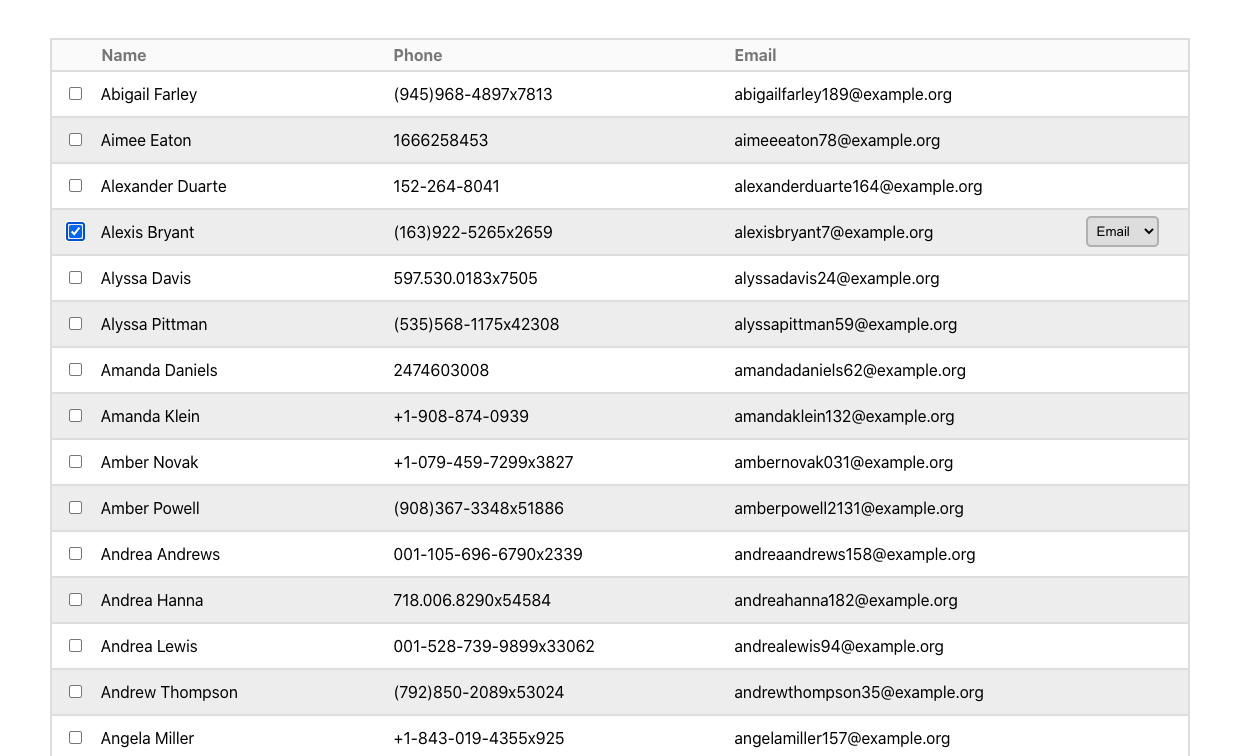 Name Phone Email
Abigail Farley (945)968-4897x7813 abigailfarley189@example.org
Aimee Eaton 1666258453 aimeeeaton78@example.org
Alexander Duarte 152-264-8041 alexanderduarte164@example.org
Alexis Bryant (163)922-5265x2659 alexisbryant7@example.org Email
Alyssa Davis 597.530.0183x7505 alyssadavis24@example.org
Alyssa Pittman (535)568-1175x42308 alyssapittman59@example.org
Amanda Daniels 2474603008 amandadaniels62@example.org
Amanda Klein +1-908-874-0939 amandaklein132@example.org
Amber Novak +1-079-459-7299x3827 ambernovak031@example.org
Amber Powell (908)367-3348x51886 amberpowell2131@example.org
Andrea Andrews 001-105-696-6790x2339 andreaandrews158@example.org
Andrea Hanna 718.006.8290x54584 andreahanna182@example.org
Andrea Lewis 001-528-739-9899x33062 andrealewis94@example.org
Andrew Thompson (792)850-2089x53024 andrewthompson35@example.org
Angela Miller +1-843-019-4355x925 angelamiller157@example.org